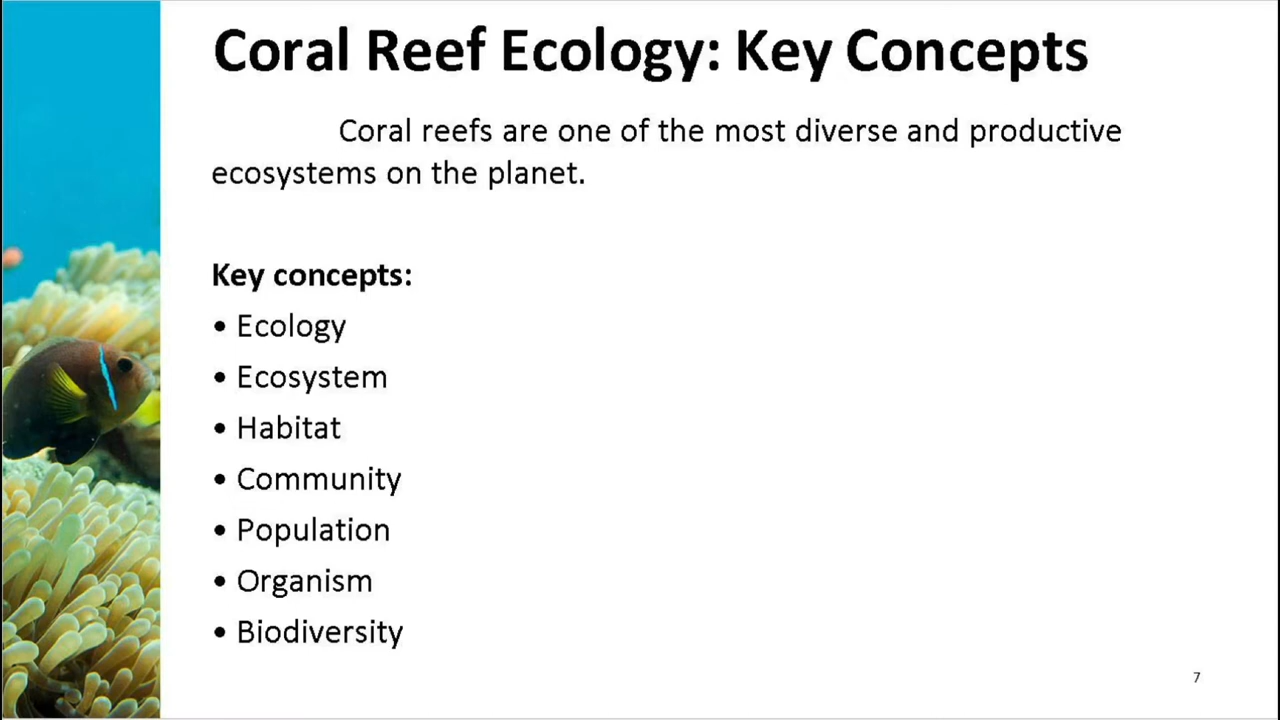 Coral Reef Ecology: Key Concepts
Coral reefs are one of the most diverse and productive
ecosystems on the planet.
Key concepts:
• Ecology
• Ecosystem
• Habitat
• Community
• Population
• Organism
• Biodiversity
7